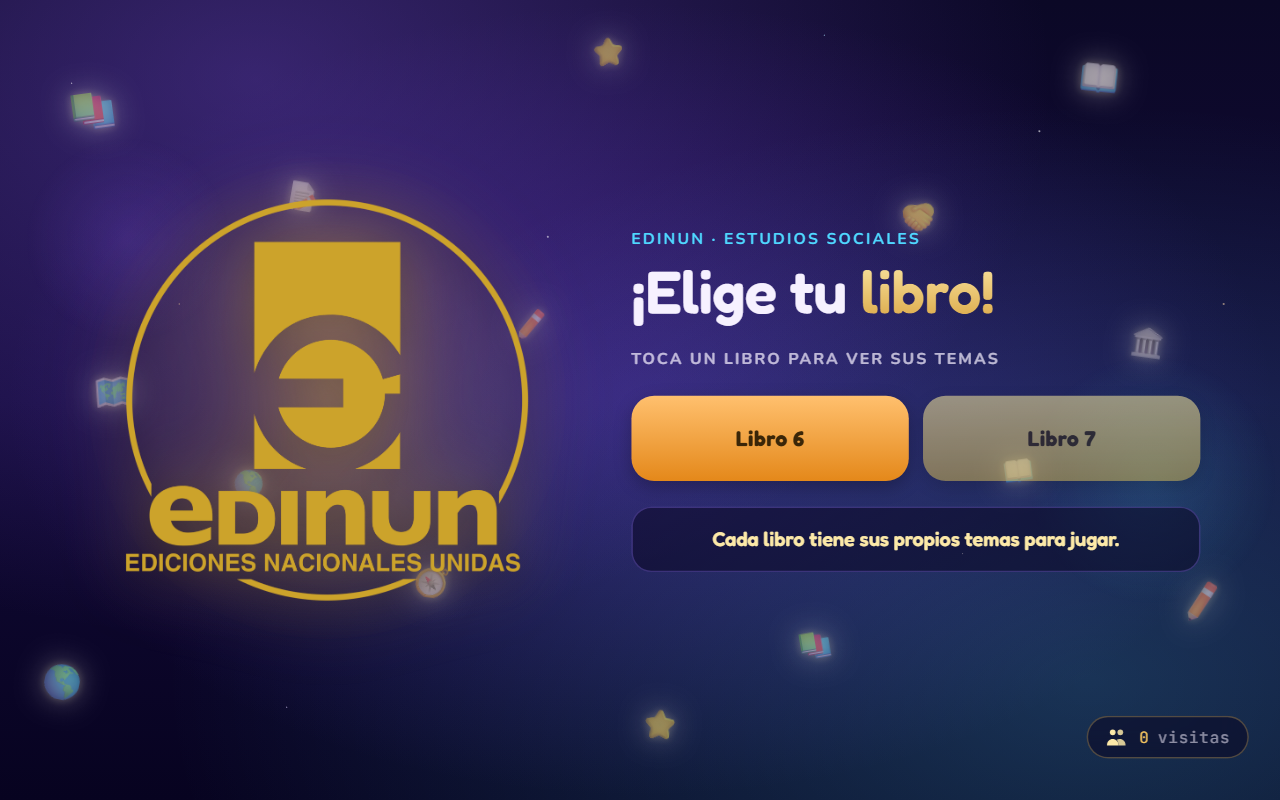 eDINUN
EDICIONES NACIONALES UNIDAS
EDINUN · ESTUDIOS SOCIALES
¡Elige tu libro!
TOCA UN LIBRO PARA VER SUS TEMAS
Libro 6
Libro 7
Cada libro tiene sus propios temas para jugar.
0 visitas